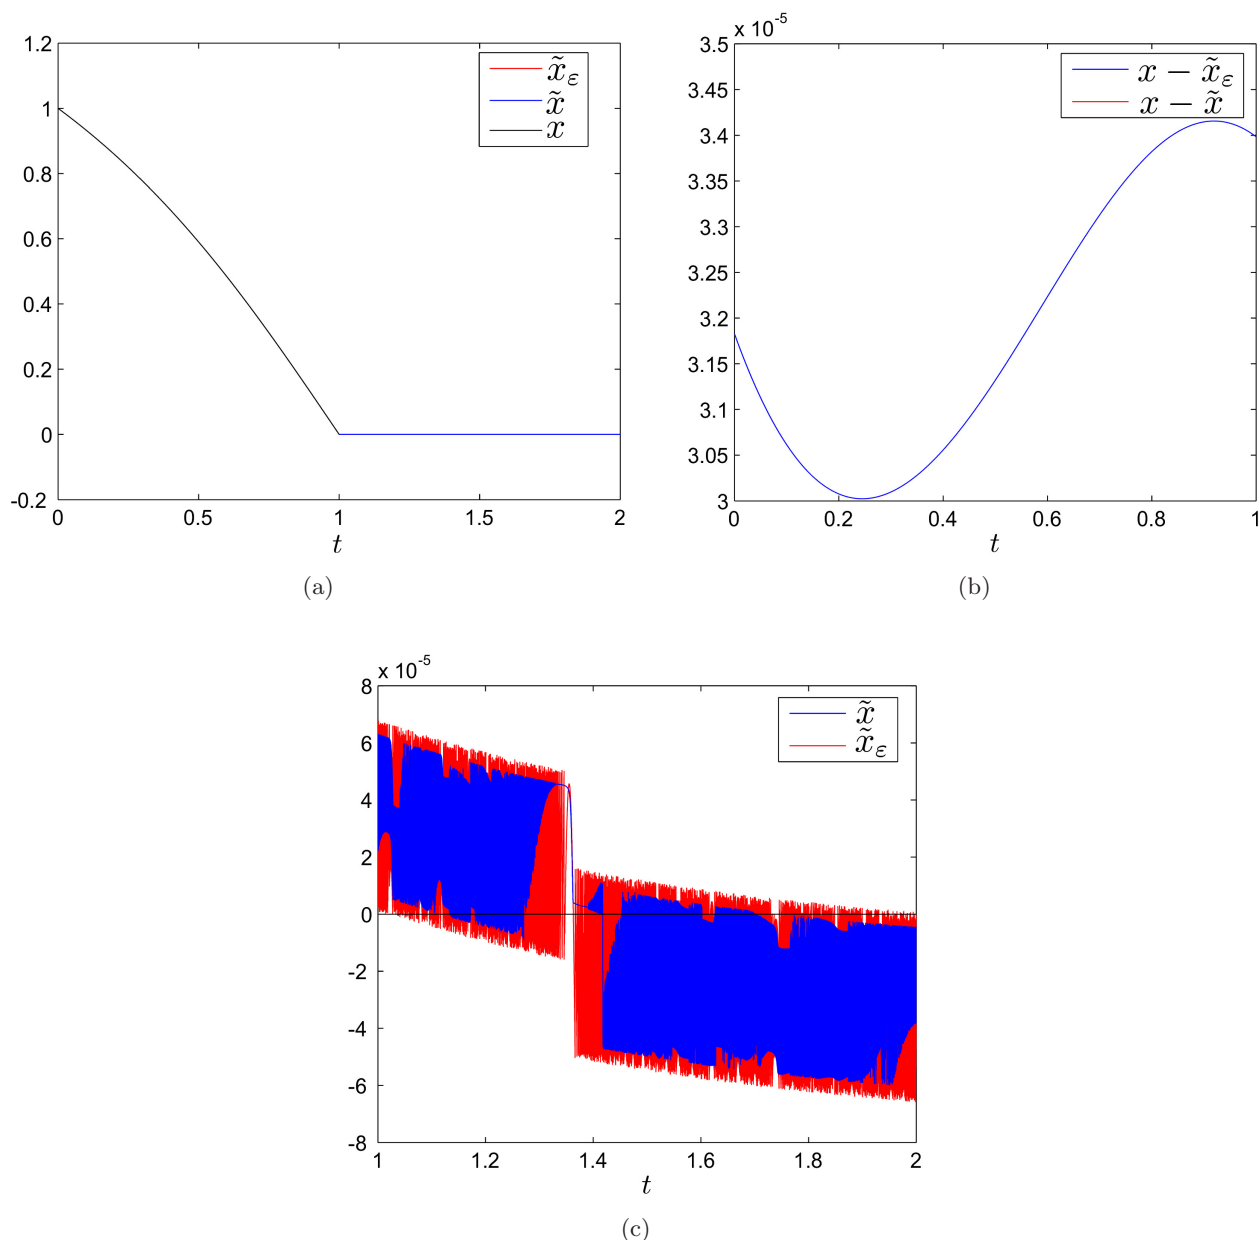 1.2
1
0.8
0.6
0.4
0.2
0
-0.2
0 0.5 1 1.5 2
t
x̃_ε
x̃
x
(a)
x 10^-5
3.5
3.45
3.4
3.35
3.3
3.25
3.2
3.15
3.1
3.05
3
0 0.2 0.4 0.6 0.8 1
t
x − x̃_ε
x − x̃
(b)
x 10^-5
8
6
4
2
0
-2
-4
-6
-8
1 1.2 1.4 1.6 1.8 2
t
x̃
x̃_ε
(c)